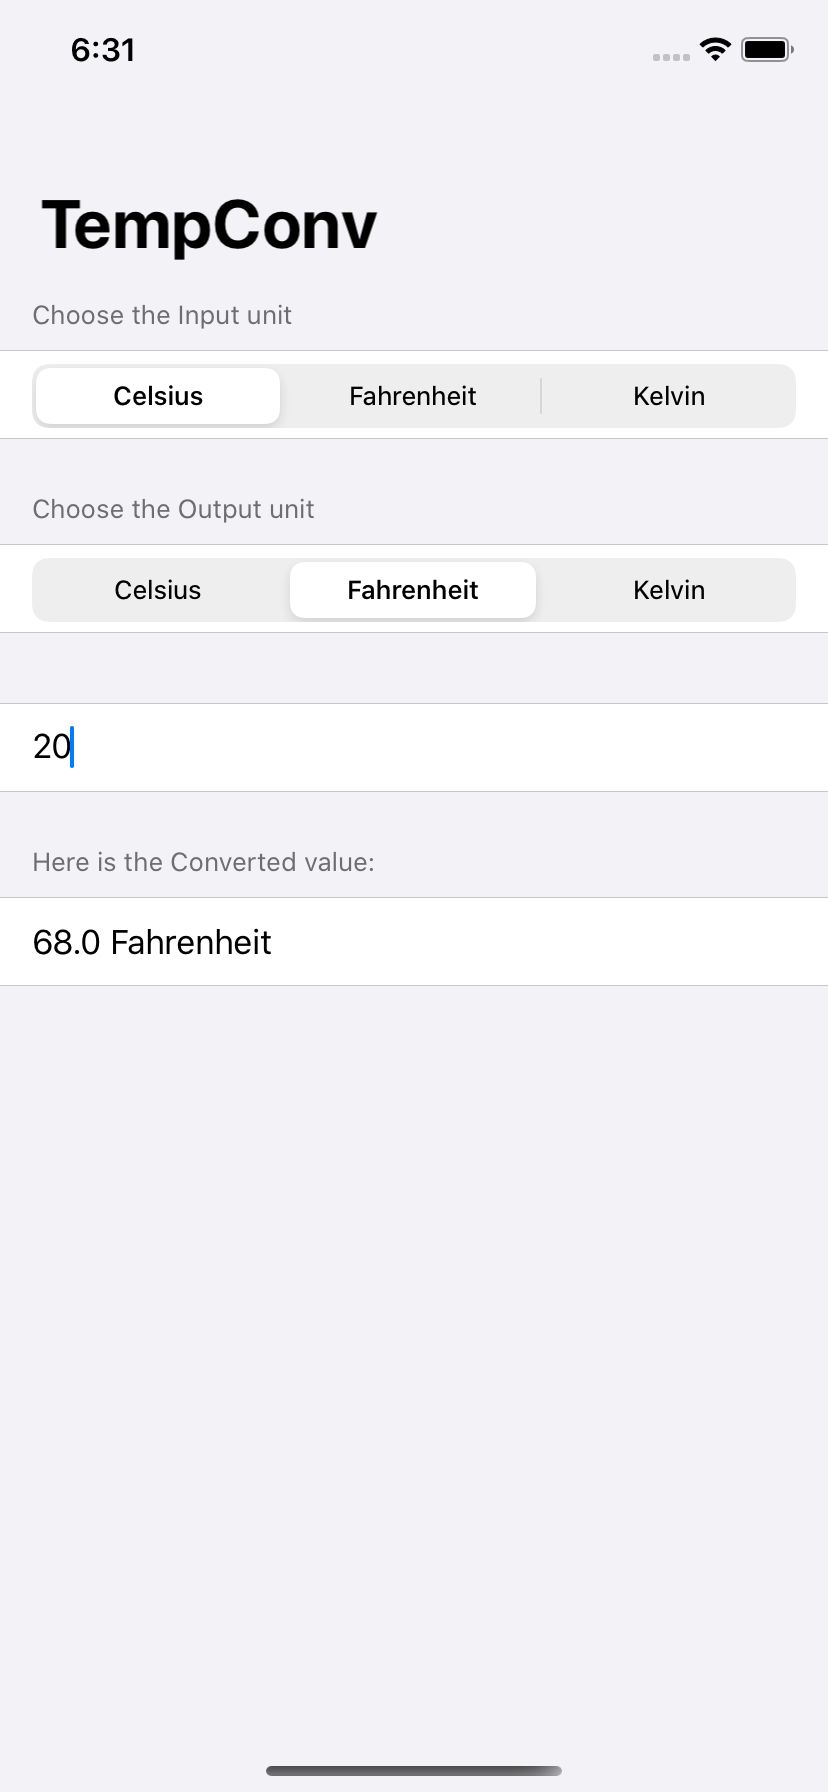 6:31
TempConv
Choose the Input unit
Celsius Fahrenheit Kelvin
Choose the Output unit
Celsius Fahrenheit Kelvin
20
Here is the Converted value:
68.0 Fahrenheit